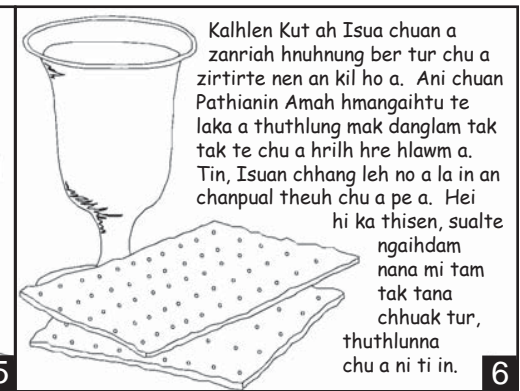 Kalhlen Kut ah Isua chuan a
zanriah hnuhnung ber tur chu a
zirtirte nen an kil ho a. Ani chuan
Pathianin Amah hmangaihtu te
laka a thuthlung mak danglam tak
tak te chu a hrilh hre hlawm a.
Tin, Isuan chhang leh no a la in an
chanpual theuh chu a pe a. Hei
hi ka thisen, sualte
ngaihdam
nana mi tam
tak tana
chhuak tur,
thuthlunna
chu a ni ti in.
5
6